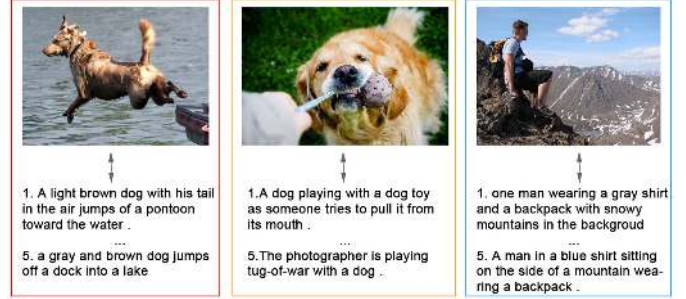 1. A light brown dog with his tail
in the air jumps of a pontoon
toward the water .
...
5. a gray and brown dog jumps
off a dock into a lake
1.A dog playing with a dog toy
as someone tries to pull it from
its mouth .
...
5.The photographer is playing
tug-of-war with a dog .
1. one man wearing a gray shirt
and a backpack with snowy
mountains in the backgroud
...
5. A man in a blue shirt sitting
on the side of a mountain wea-
ring a backpack .